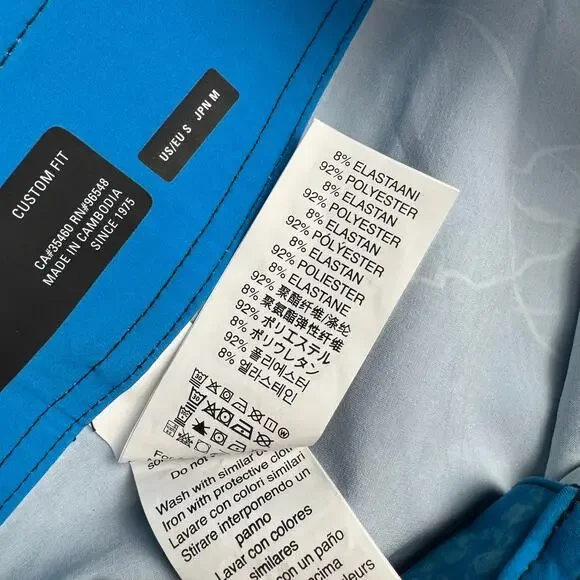 CUSTOM FIT
CA#35460 RN#96548
MADE IN CAMBODIA
SINCE 1975
US/EU S JPN M
8% ELASTAANI
92% POLYESTER
8% ELASTAN
92% POLYESTER
8% ELASTAN
92% POLYESTER
8% ELASTAN
92% POLIESTER
8% ELASTANE
92% 聚酯纤维/涤纶
8% 聚氨酯弹性纤维
92% ポリエステル
8% ポリウレタン
92% 폴리에스터
8% 엘라스테인
Do not
Wash with similar
Iron with protective cloth
Lavare con colori similari
Stirare interponendo un
panno
Lavar con colores
similares
con un paño